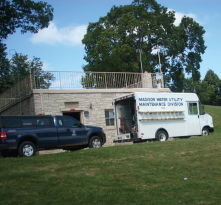 MADISON WATER UTILITY
MAINTENANCE DIVISION